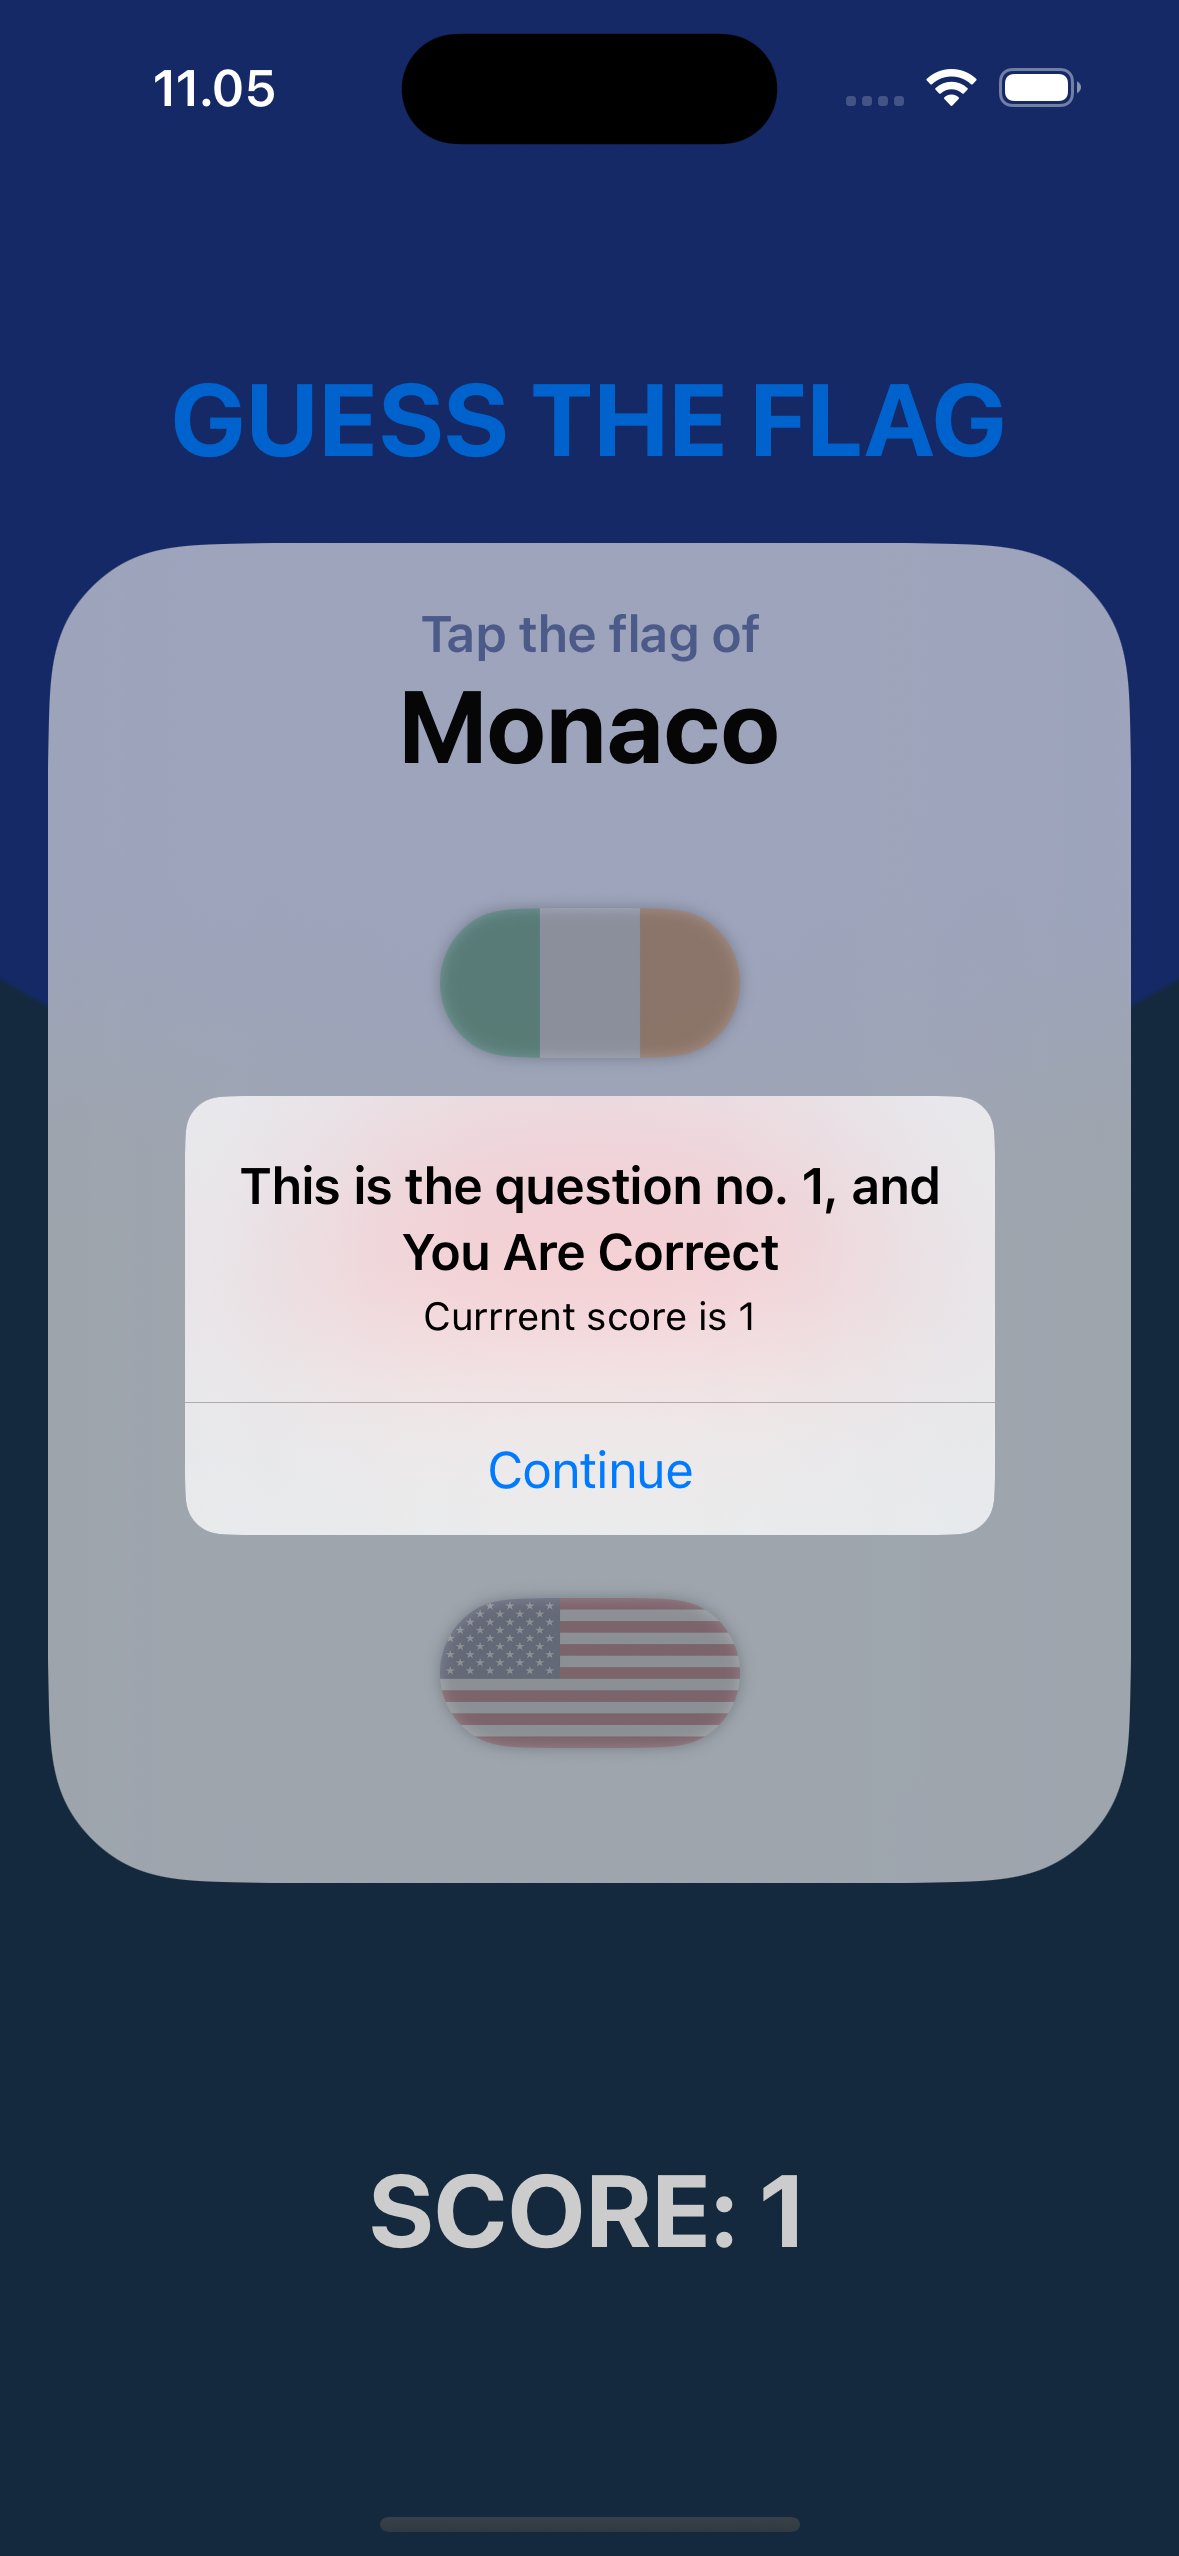 11.05
GUESS THE FLAG
Tap the flag of
Monaco
This is the question no. 1, and
You Are Correct
Currrent score is 1
Continue
SCORE: 1